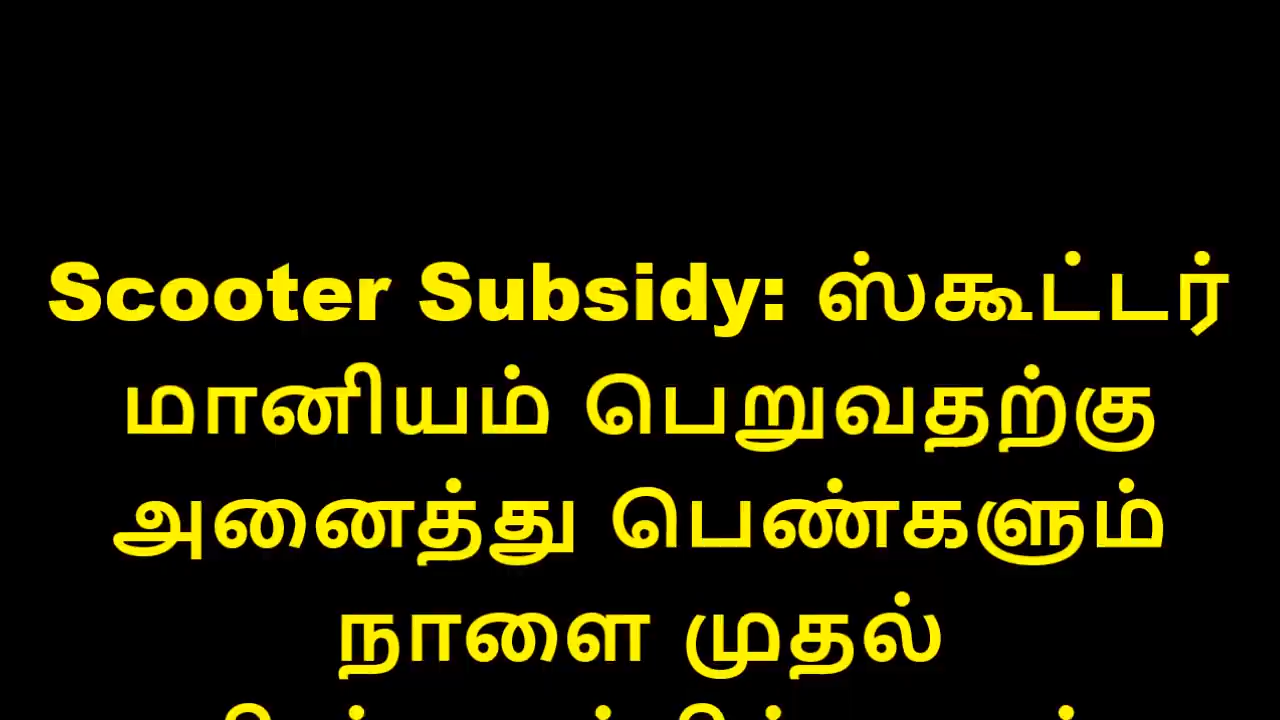 Scooter Subsidy: ஸ்கூட்டர்
மானியம் பெறுவதற்கு
அனைத்து பெண்களும்
நாளை முதல்